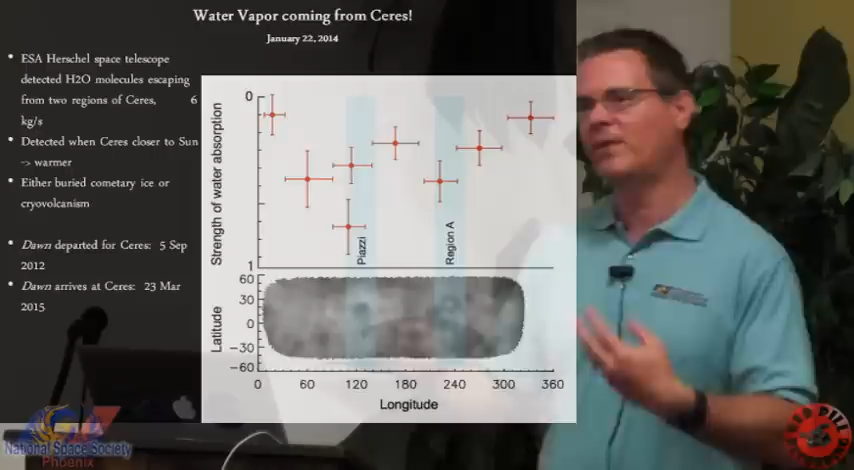 Water Vapor coming from Ceres!
January 22, 2014
• ESA Herschel space telescope
detected H2O molecules escaping
from two regions of Ceres, 6
kg/s
• Detected when Ceres closer to Sun
-> warmer
• Either buried cometary ice or
cryovolcanism
• Dawn departed for Ceres: 5 Sep
2012
• Dawn arrives at Ceres: 23 Mar
2015
Strength of water absorption
0
1
Piazzi
Region A
Latitude
60
30
0
−30
−60
0 60 120 180 240 300 360
Longitude
National Space Society
Phoenix
RED PILL